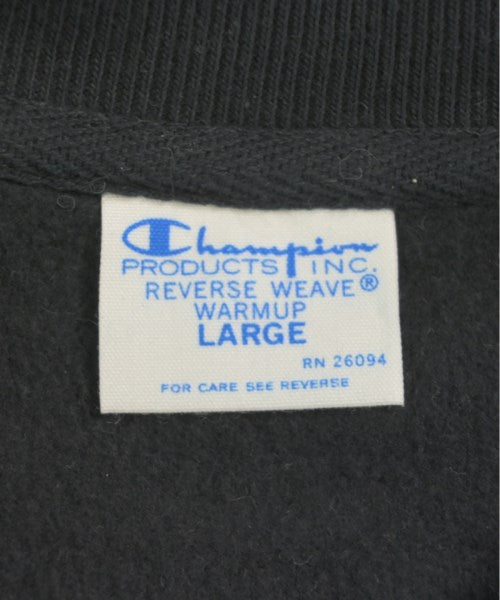 Champion
PRODUCTS INC.
REVERSE WEAVE®
WARMUP
LARGE
RN 26094
FOR CARE SEE REVERSE